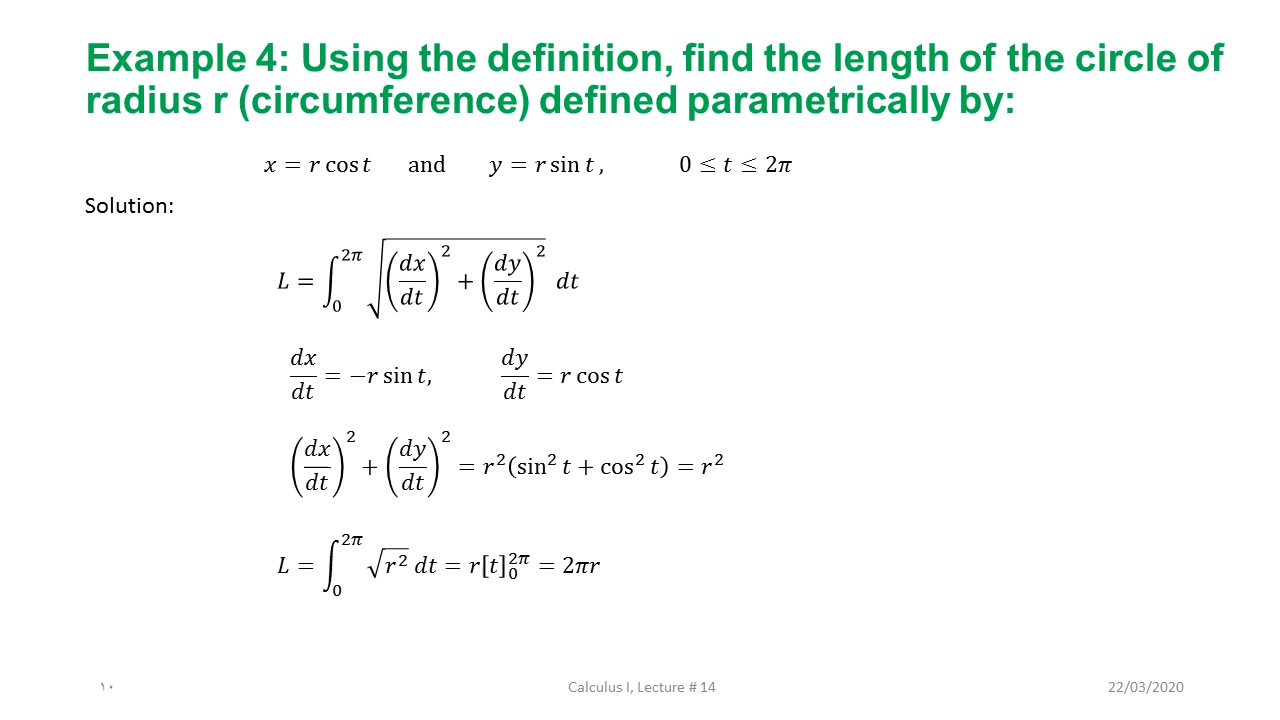 Example 4: Using the definition, find the length of the circle of
radius r (circumference) defined parametrically by:
x = r cos t and y = r sin t , 0 ≤ t ≤ 2π
Solution:
L = ∫₀^{2π} √((dx/dt)² + (dy/dt)²) dt
dx/dt = −r sin t, dy/dt = r cos t
(dx/dt)² + (dy/dt)² = r²(sin² t + cos² t) = r²
L = ∫₀^{2π} √(r²) dt = r[t]₀^{2π} = 2πr
١٠ Calculus I, Lecture # 14 22/03/2020